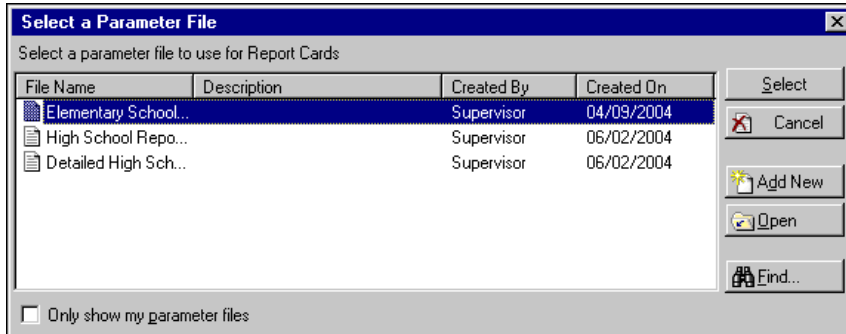 Select a Parameter File
Select a parameter file to use for Report Cards
File Name Description Created By Created On
Elementary School... Supervisor 04/09/2004
High School Repo... Supervisor 06/02/2004
Detailed High Sch... Supervisor 06/02/2004
Select
Cancel
Add New
Open
Find...
Only show my parameter files